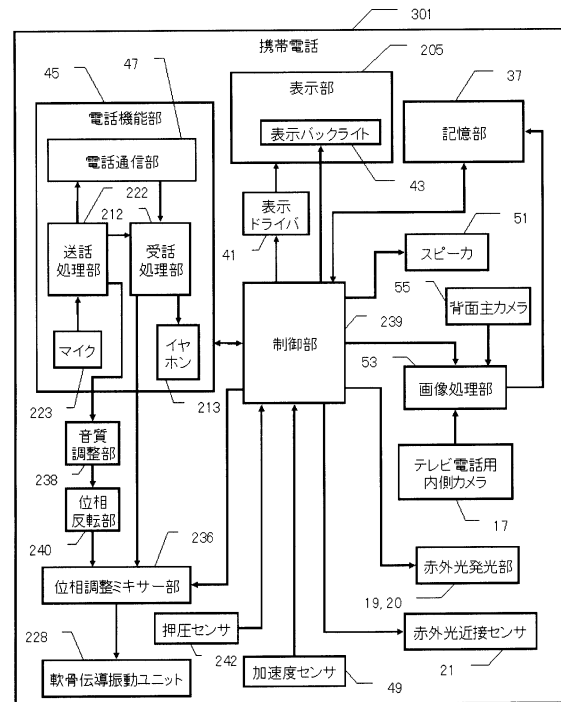 301
携帯電話
205
45
47
37
電話機能部
表示部
電話通信部
表示バックライト
記憶部
222
212
43
送話
処理部
受話
処理部
表示
ドライバ
51
41
スピーカ
55
背面主カメラ
マイク
イヤ
ホン
制御部
239
53
画像処理部
223
213
音質
調整部
238
テレビ電話用
内側カメラ
位相
反転部
17
240
236
位相調整ミキサー部
赤外光発光部
19, 20
押圧センサ
242
赤外光近接センサ
228
21
軟骨伝導振動ユニット
加速度センサ
49